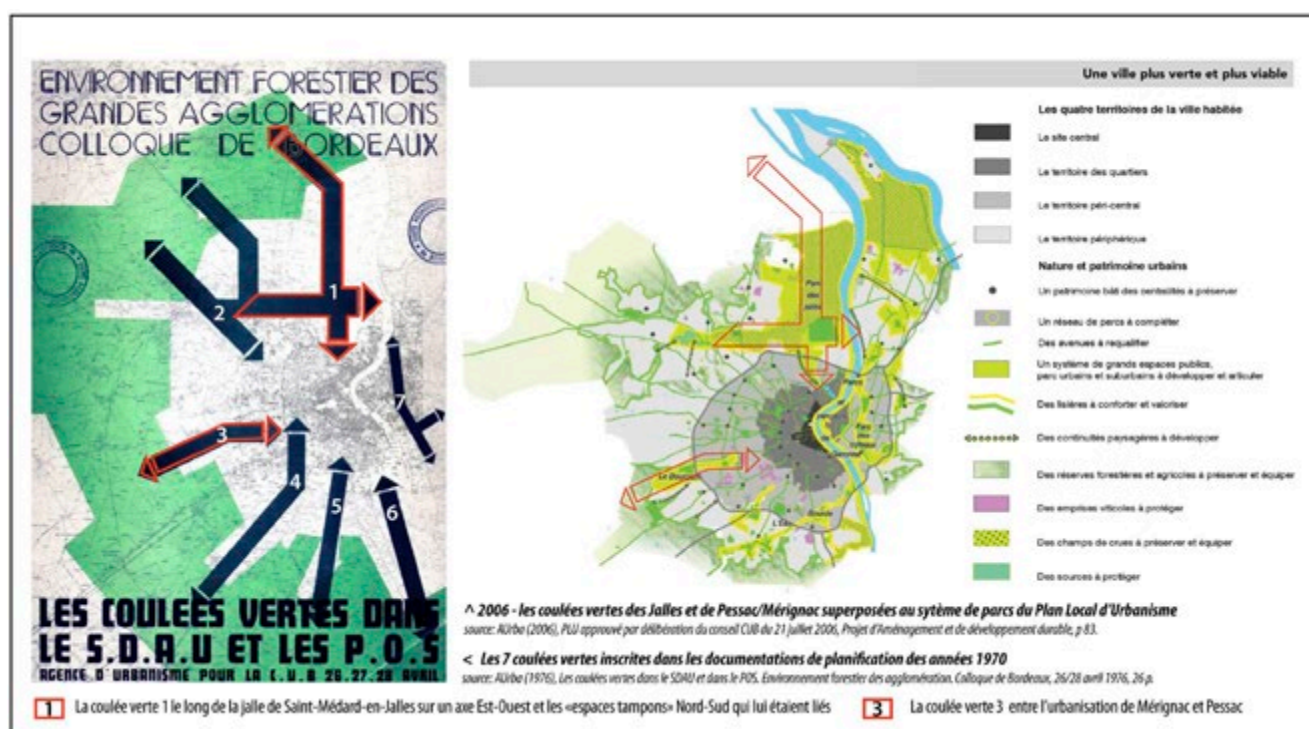 ENVIRONNEMENT FORESTIER DES
GRANDES AGGLOMERATIONS
COLLOQUE DE BORDEAUX
1
2
3
4
5
6
7
LES COULÉES VERTES DANS
LE S.D.A.U ET LES P.O.S
AGENCE D'URBANISME POUR LA C.U.B 26.27.28 AVRIL
Une ville plus verte et plus viable
Les quatre territoires de la ville habitée
Le site central
Le territoire des quartiers
Le territoire péri-central
Le territoire périphérique
Nature et patrimoine urbains
Un patrimoine bâti des centralités à préserver
Un réseau de parcs à compléter
Des avenues à requalifier
Un système de grands espaces publics,
parc urbains et suburbains à développer et articuler
Des lisières à conforter et valoriser
Des continuités paysagères à développer
Des réserves forestières et agricoles à préserver et équiper
Des emprises viticoles à protéger
Des champs de crues à préserver et équiper
Des sources à protéger
Parc
des
Parc
des
^ 2006 - les coulées vertes des Jalles et de Pessac/Mérignac superposées au sytème de parcs du Plan Local d'Urbanisme
source: AUrba (2006), PLU approuvé par délibération du conseil CUB du 21 juillet 2006, Projet d'Aménagement et de développement durable, p 83.
< Les 7 coulées vertes inscrites dans les documentations de planification des années 1970
source: AUrba (1976), Les coulées vertes dans le SDAU et dans le POS. Environment forestier des agglomération. Colloque de Bordeaux, 26/28 avril 1976, 26 p.
1 La coulée verte 1 le long de la jalle de Saint-Médard-en-Jalles sur un axe Est-Ouest et les «espaces tampons» Nord-Sud qui lui étaient liés
3 La coulée verte 3 entre l'urbanisation de Mérignac et Pessac